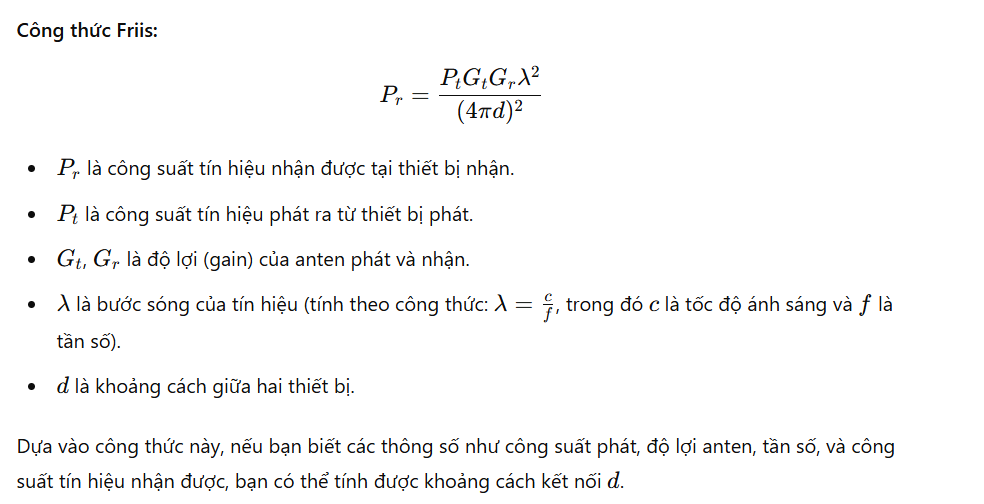 Công thức Friis:
P_r = \frac{P_t G_t G_r λ^2}{(4πd)^2}
P_r là công suất tín hiệu nhận được tại thiết bị nhận.
P_t là công suất tín hiệu phát ra từ thiết bị phát.
G_t, G_r là độ lợi (gain) của anten phát và nhận.
λ là bước sóng của tín hiệu (tính theo công thức: λ = \frac{c}{f}, trong đó c là tốc độ ánh sáng và f là
tần số).
d là khoảng cách giữa hai thiết bị.
Dựa vào công thức này, nếu bạn biết các thông số như công suất phát, độ lợi anten, tần số, và công
suất tín hiệu nhận được, bạn có thể tính được khoảng cách kết nối d.